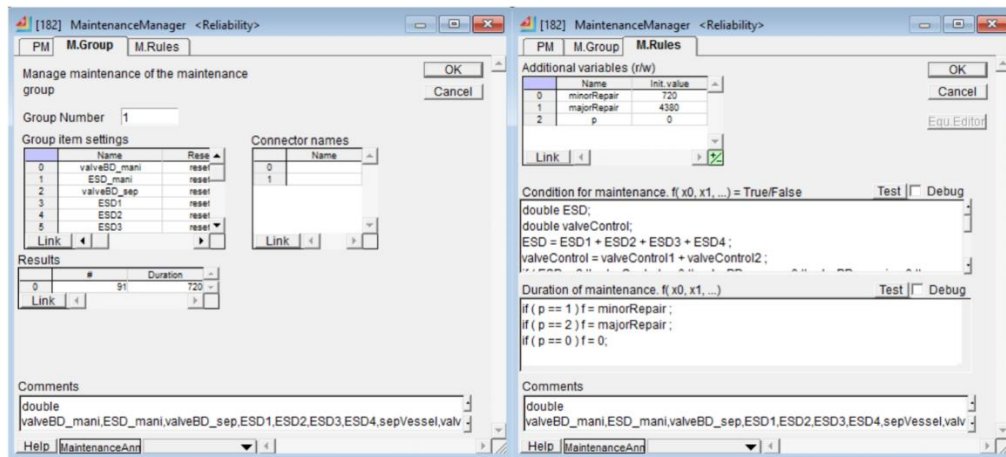 [182] MaintenanceManager <Reliability>
PM M.Group M.Rules
Manage maintenance of the maintenance
group
OK
Cancel
Group Number 1
Group item settings
Name Rese
0 valveBD_mani reset
1 ESD_mani reset
2 valveBD_sep reset
3 ESD1 reset
4 ESD2 reset
5 ESD3 reset
Link
Connector names
Name
0
1
Link
Results
# Duration
0 91 720
Link
Comments
double
valveBD_mani,ESD_mani,valveBD_sep,ESD1,ESD2,ESD3,ESD4,sepVessel,valv
Help MaintenanceAnn
[182] MaintenanceManager <Reliability>
PM M.Group M.Rules
Additional variables (r/w)
Name Init.value
0 minorRepair 720
1 majorRepair 4380
2 p 0
Link
OK
Cancel
Equ.Editor
Condition for maintenance. f( x0, x1, ...) = True/False Test Debug
double ESD;
double valveControl;
ESD = ESD1 + ESD2 + ESD3 + ESD4 ;
valveControl = valveControl1 + valveControl2 ;
Duration of maintenance. f( x0, x1, ...) Test Debug
if ( p == 1 ) f = minorRepair ;
if ( p == 2 ) f = majorRepair ;
if ( p == 0 ) f = 0;
Comments
double
valveBD_mani,ESD_mani,valveBD_sep,ESD1,ESD2,ESD3,ESD4,sepVessel,valv
Help MaintenanceAnn